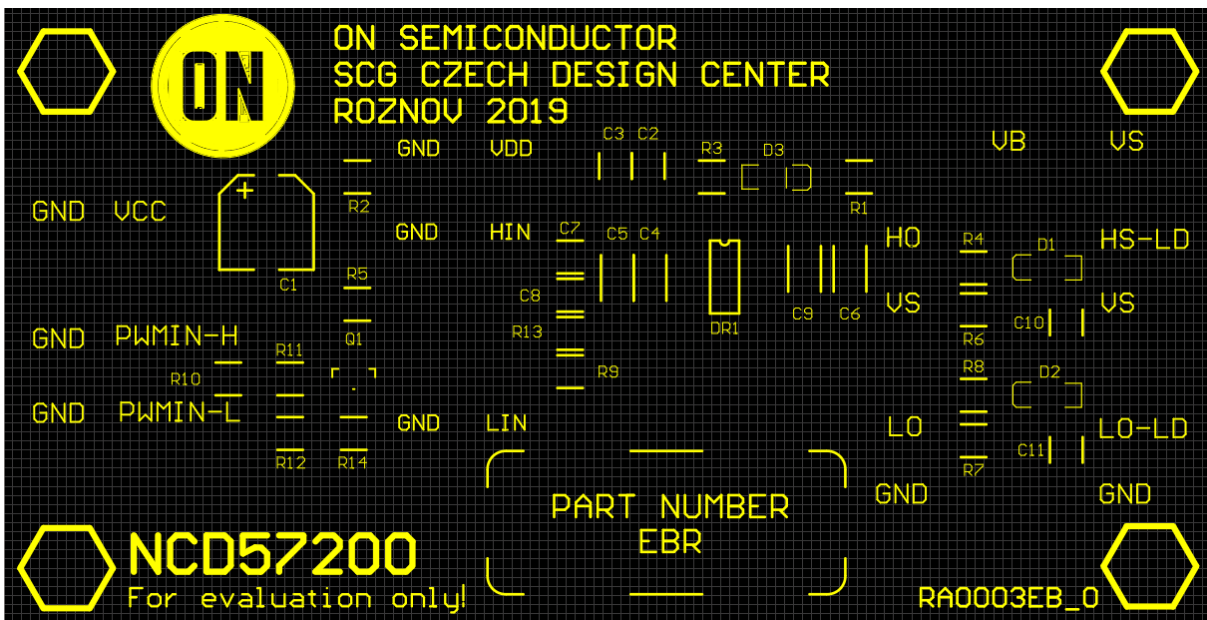 ON
ON SEMICONDUCTOR
SCG CZECH DESIGN CENTER
ROZNOV 2019
C3 C2
GND VDD R3 D3 VB VS
+
GND VCC R2 R1
GND HIN C7 C5 C4 HO R4 D1 HS-LD
C1 R5 C8 VS VS
GND PWMIN-H Q1 R13 DR1 C9 C6 C10 R6
R11
R10 R9 R8 D2
GND PWMIN-L GND LIN LO LO-LD
R12 R14 C11 R7
GND GND
PART NUMBER
EBR
NCD57200
For evaluation only!
RA0003EB_0